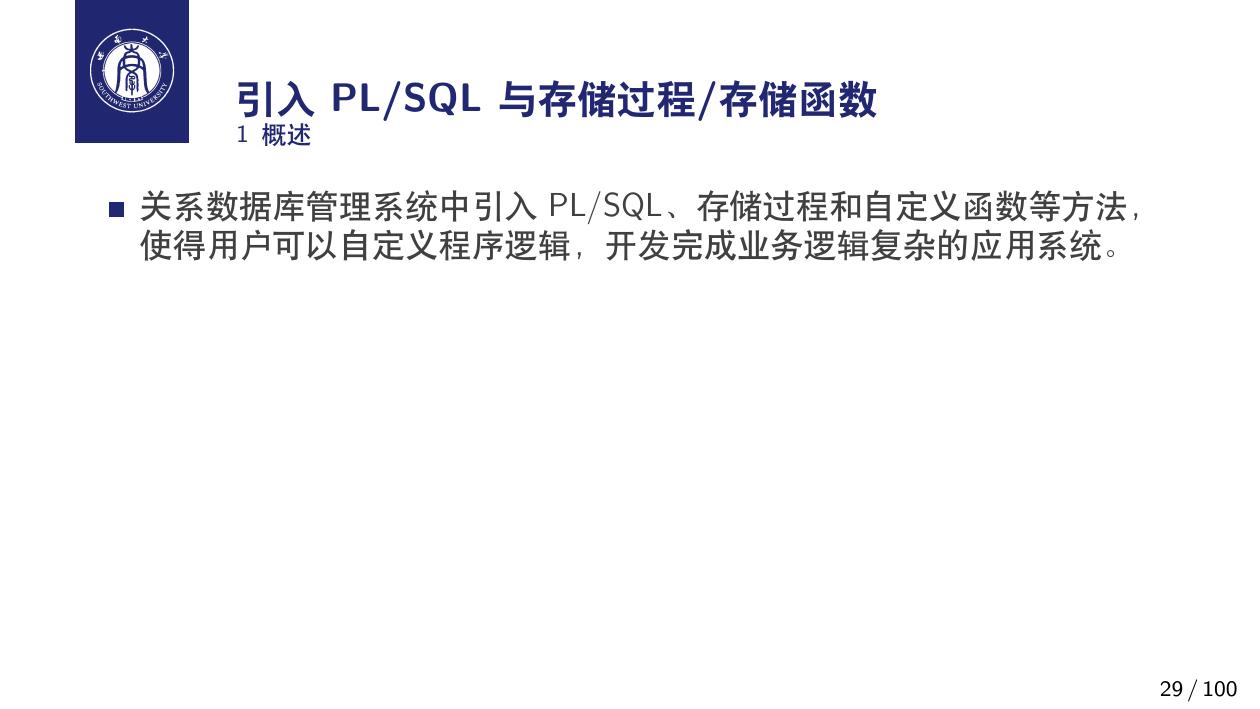 西南大学
SOUTHWEST UNIVERSITY
引入 PL/SQL 与存储过程/存储函数
1 概述
关系数据库管理系统中引入 PL/SQL、存储过程和自定义函数等方法，
使得用户可以自定义程序逻辑，开发完成业务逻辑复杂的应用系统。
29 / 100